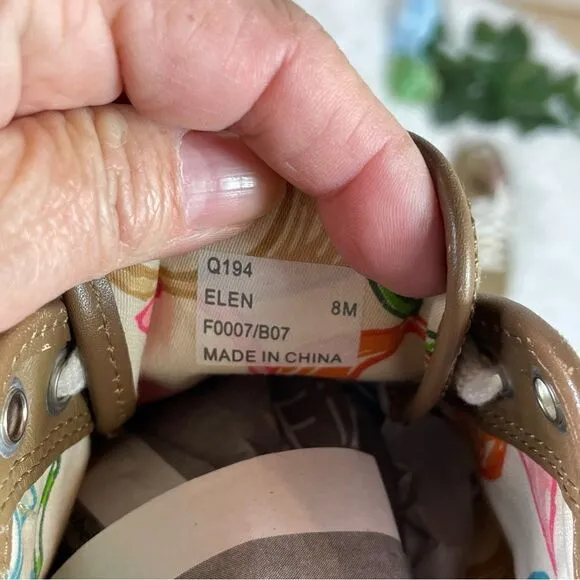 Q194
ELEN 8M
F0007/B07
MADE IN CHINA